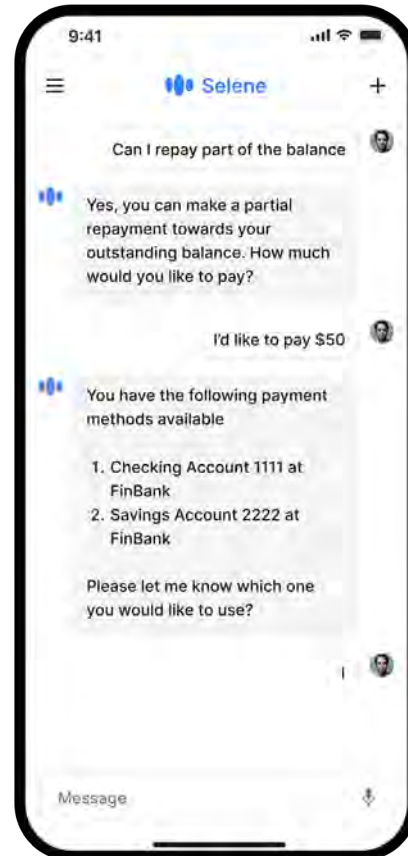 9:41
Selene
Can I repay part of the balance
Yes, you can make a partial
repayment towards your
outstanding balance. How much
would you like to pay?
I'd like to pay $50
You have the following payment
methods available
1. Checking Account 1111 at
FinBank
2. Savings Account 2222 at
FinBank
Please let me know which one
you would like to use?
I
Message